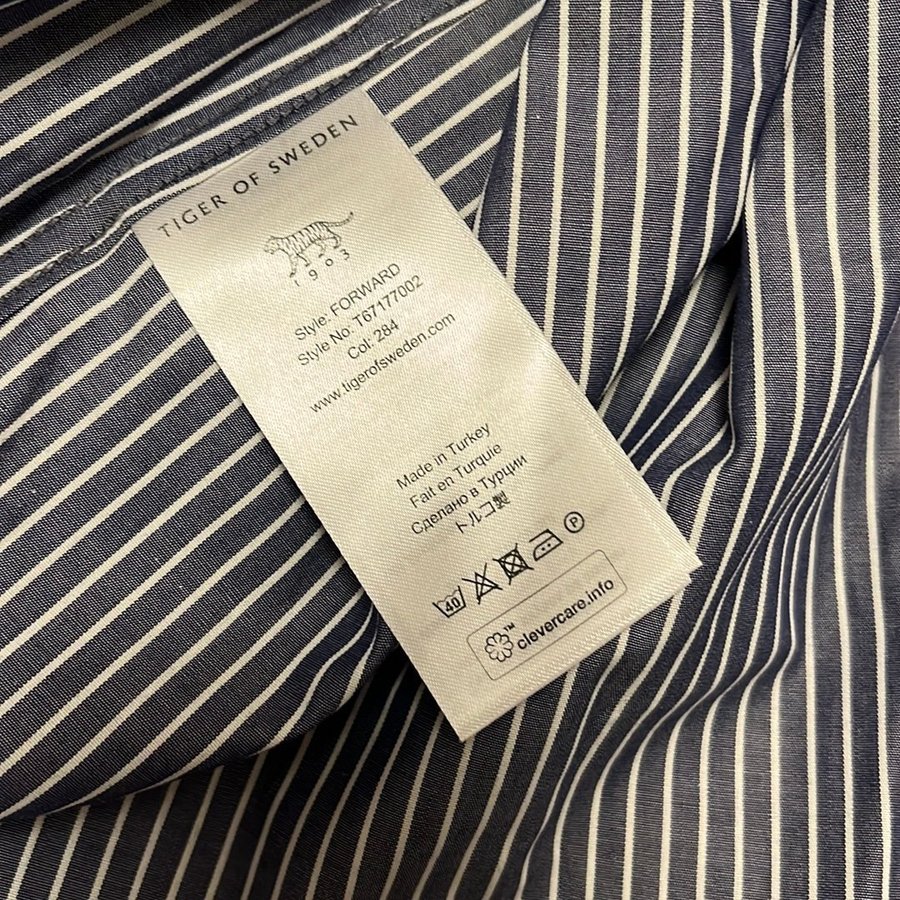 TIGER OF SWEDEN
1903
Style: FORWARD
Style No: T67177002
Col: 284
www.tigerofsweden.com
Made in Turkey
Fait en Turquie
Сделано в Турции
トルコ製
40 P
™ clevercare.info